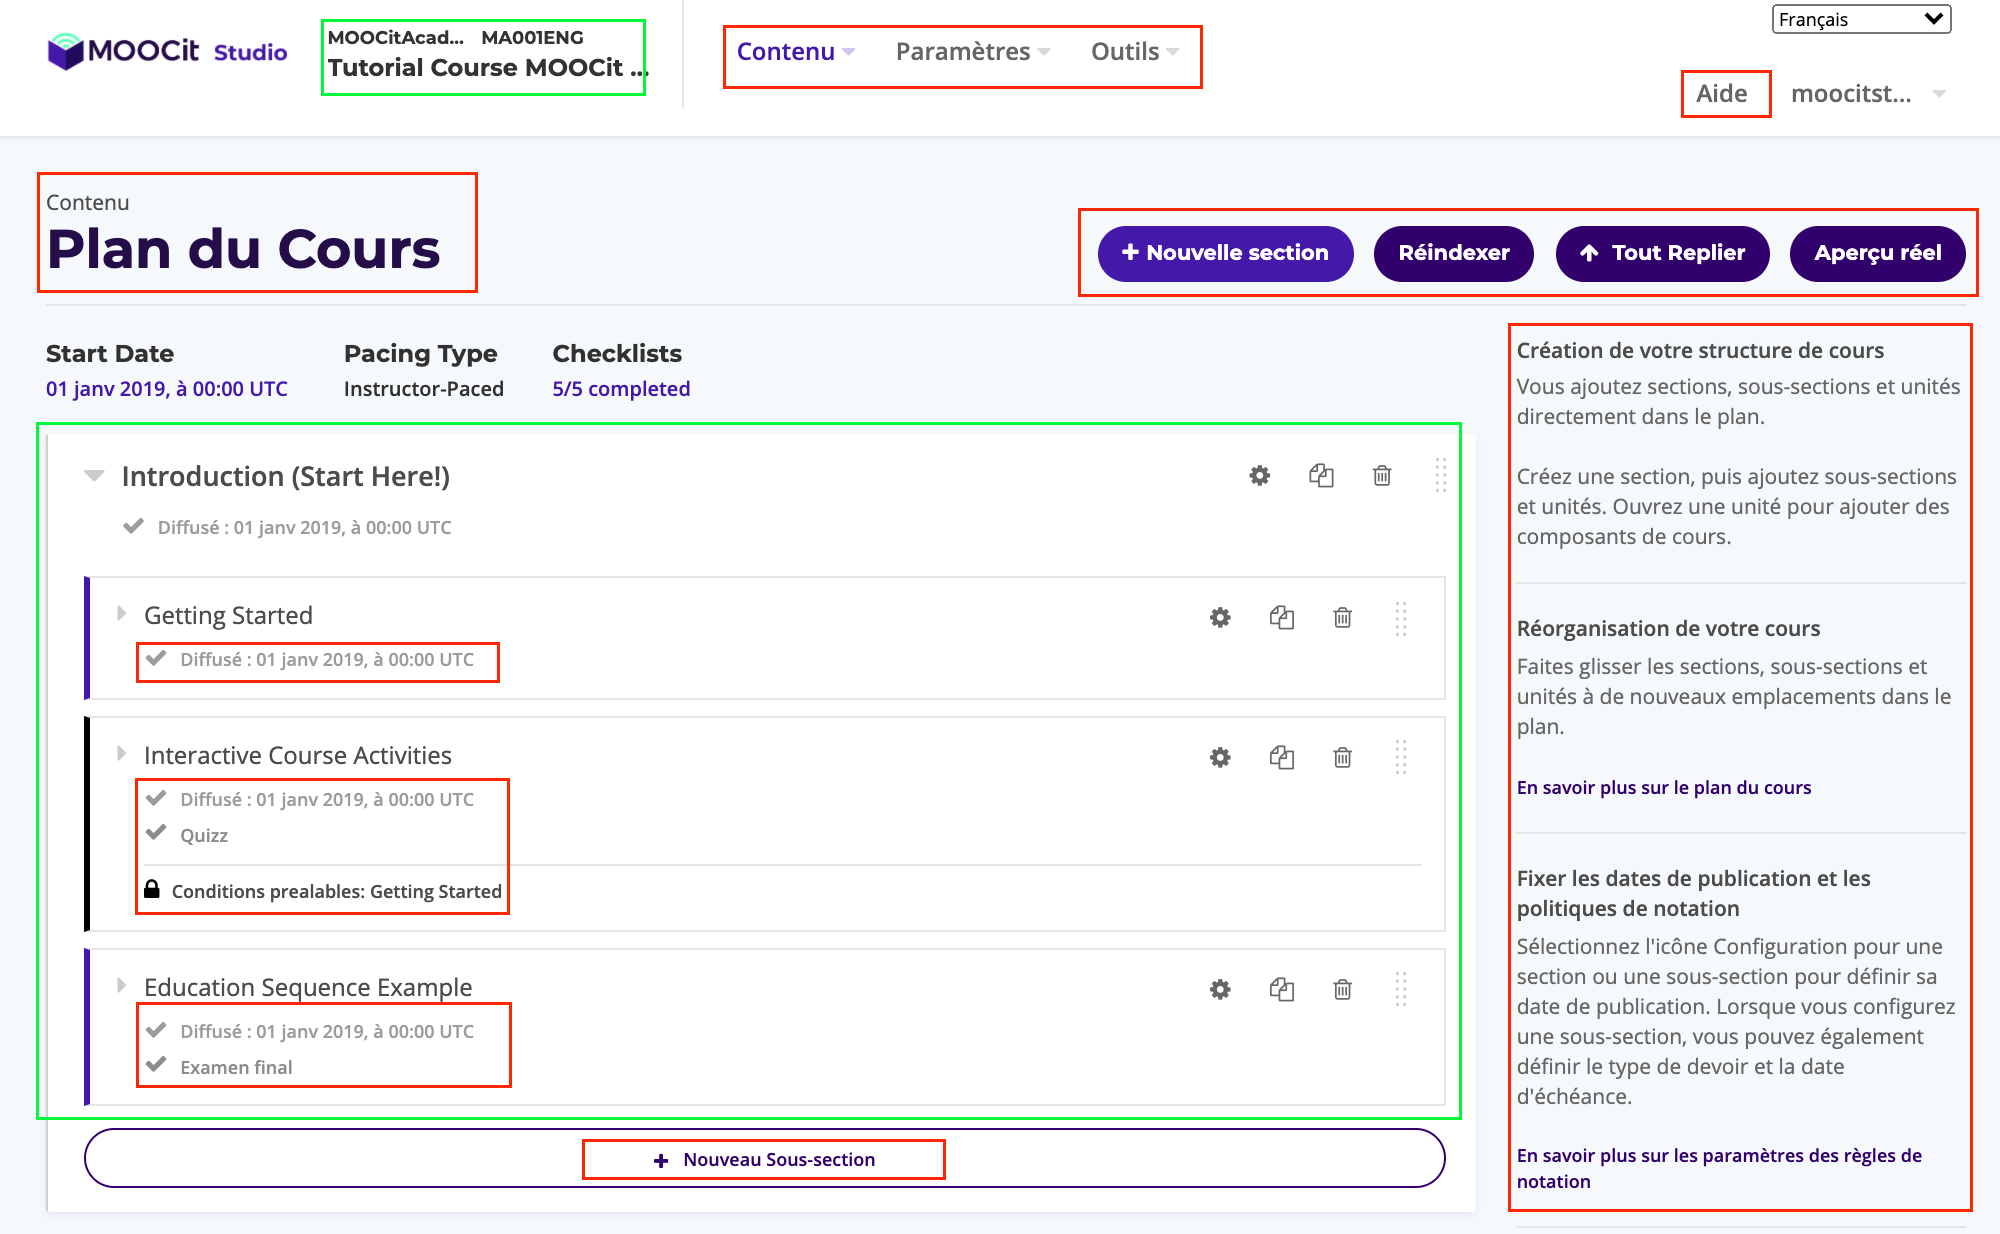 MOOCit Studio
MOOCitAcad... MA001ENG
Tutorial Course MOOCit ...
Contenu
Paramètres
Outils
Français
Aide
moocitst...
Contenu
Plan du Cours
+ Nouvelle section
Réindexer
Tout Replier
Aperçu réel
Start Date
01 janv 2019, à 00:00 UTC
Pacing Type
Instructor-Paced
Checklists
5/5 completed
Introduction (Start Here!)
Diffusé : 01 janv 2019, à 00:00 UTC
Getting Started
Diffusé : 01 janv 2019, à 00:00 UTC
Interactive Course Activities
Diffusé : 01 janv 2019, à 00:00 UTC
Quizz
Conditions prealables: Getting Started
Education Sequence Example
Diffusé : 01 janv 2019, à 00:00 UTC
Examen final
+ Nouveau Sous-section
Création de votre structure de cours
Vous ajoutez sections, sous-sections et unités
directement dans le plan.
Créez une section, puis ajoutez sous-sections
et unités. Ouvrez une unité pour ajouter des
composants de cours.
Réorganisation de votre cours
Faites glisser les sections, sous-sections et
unités à de nouveaux emplacements dans le
plan.
En savoir plus sur le plan du cours
Fixer les dates de publication et les
politiques de notation
Sélectionnez l'icône Configuration pour une
section ou une sous-section pour définir sa
date de publication. Lorsque vous configurez
une sous-section, vous pouvez également
définir le type de devoir et la date
d'échéance.
En savoir plus sur les paramètres des règles de
notation